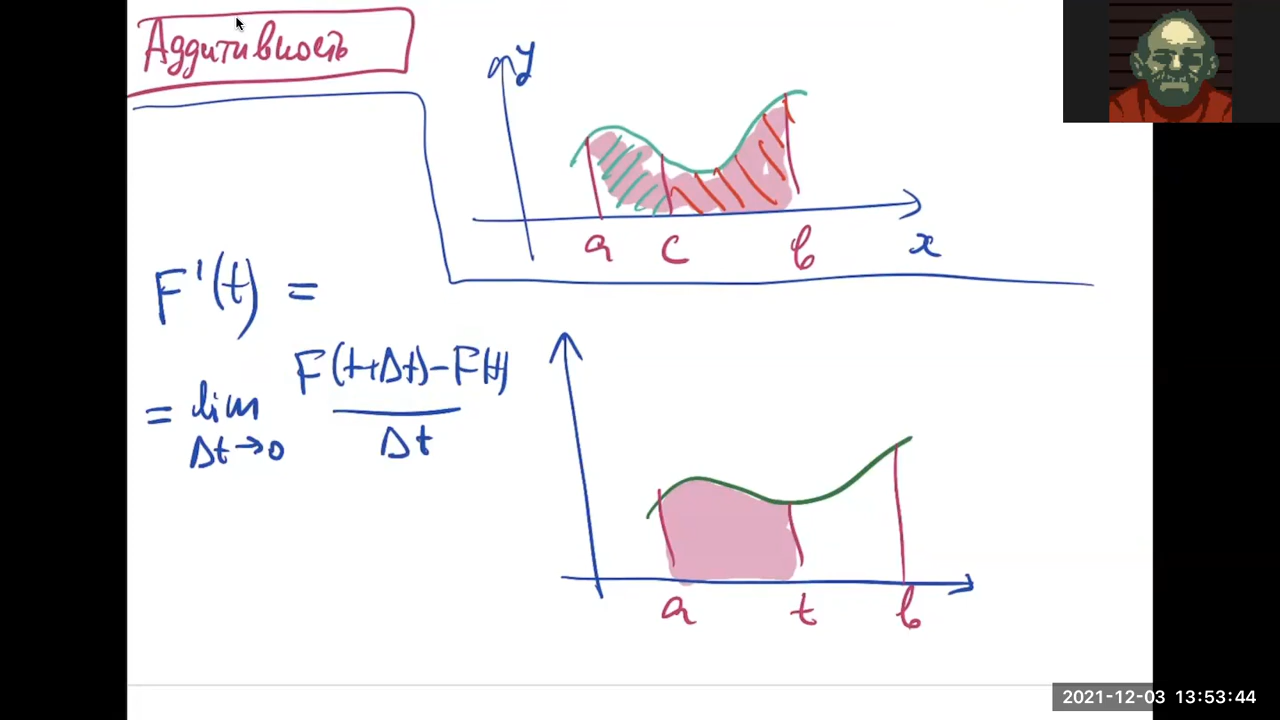 Аддитивность
y
a c b x
F'(t) =
= lim F(t+Δt)-F(t)
Δt→0 Δt
a t b
2021-12-03 13:53:44